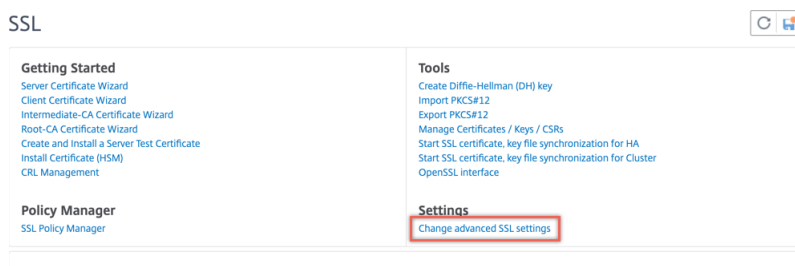 SSL
Getting Started
Server Certificate Wizard
Client Certificate Wizard
Intermediate-CA Certificate Wizard
Root-CA Certificate Wizard
Create and Install a Server Test Certificate
Install Certificate (HSM)
CRL Management
Policy Manager
SSL Policy Manager
Tools
Create Diffie-Hellman (DH) key
Import PKCS#12
Export PKCS#12
Manage Certificates / Keys / CSRs
Start SSL certificate, key file synchronization for HA
Start SSL certificate, key file synchronization for Cluster
OpenSSL interface
Settings
Change advanced SSL settings